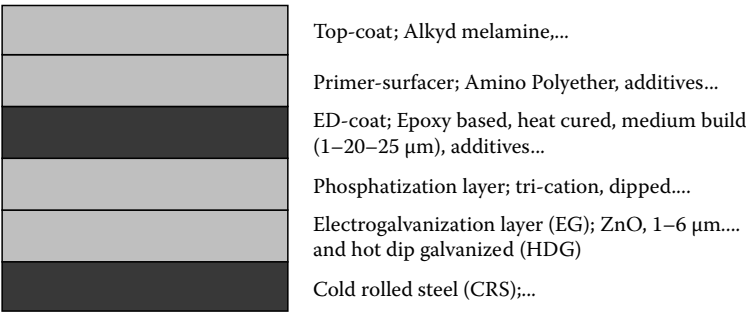 Top-coat; Alkyd melamine,...
Primer-surfacer; Amino Polyether, additives...
ED-coat; Epoxy based, heat cured, medium build
(1–20–25 μm), additives...
Phosphatization layer; tri-cation, dipped....
Electrogalvanization layer (EG); ZnO, 1–6 μm....
and hot dip galvanized (HDG)
Cold rolled steel (CRS);...